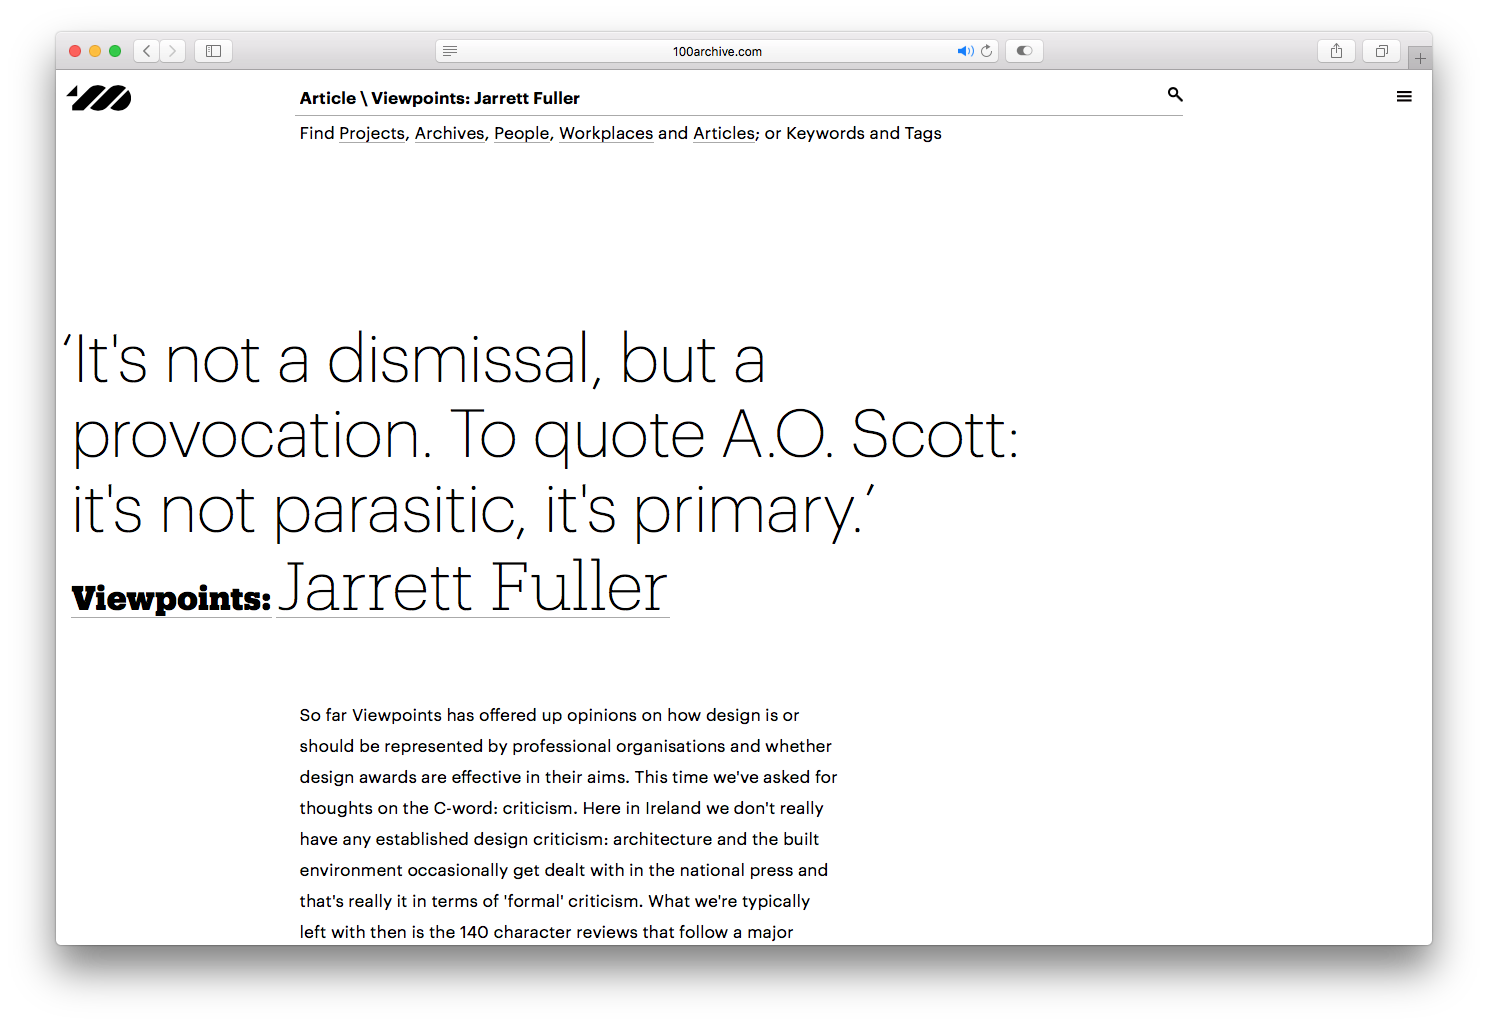 100archive.com
100
Article \ Viewpoints: Jarrett Fuller
Find Projects, Archives, People, Workplaces and Articles; or Keywords and Tags
‘It's not a dismissal, but a
provocation. To quote A.O. Scott:
it's not parasitic, it's primary.’
Viewpoints: Jarrett Fuller
So far Viewpoints has offered up opinions on how design is or
should be represented by professional organisations and whether
design awards are effective in their aims. This time we've asked for
thoughts on the C-word: criticism. Here in Ireland we don't really
have any established design criticism: architecture and the built
environment occasionally get dealt with in the national press and
that's really it in terms of 'formal' criticism. What we're typically
left with then is the 140 character reviews that follow a major